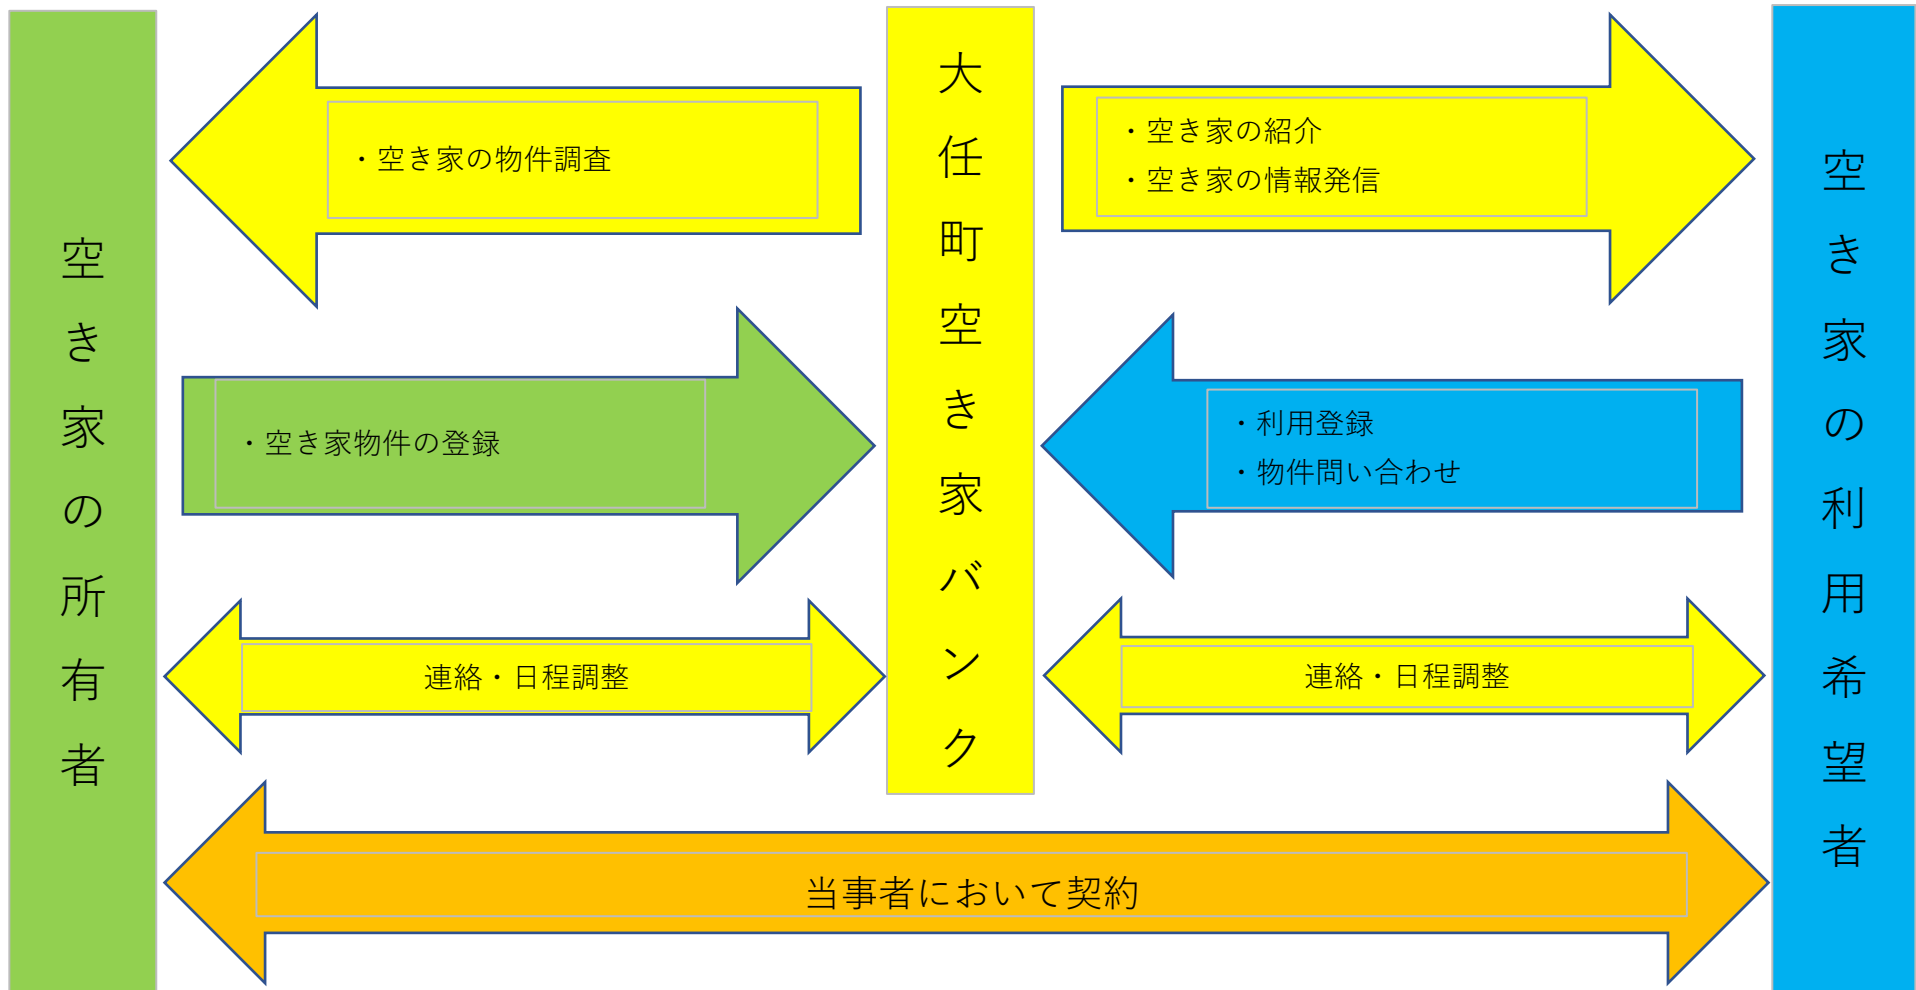 空き家の所有者
・空き家の物件調査
・空き家物件の登録
連絡・日程調整
大任町空き家バンク
・空き家の紹介
・空き家の情報発信
・利用登録
・物件問い合わせ
連絡・日程調整
空き家の利用希望者
当事者において契約